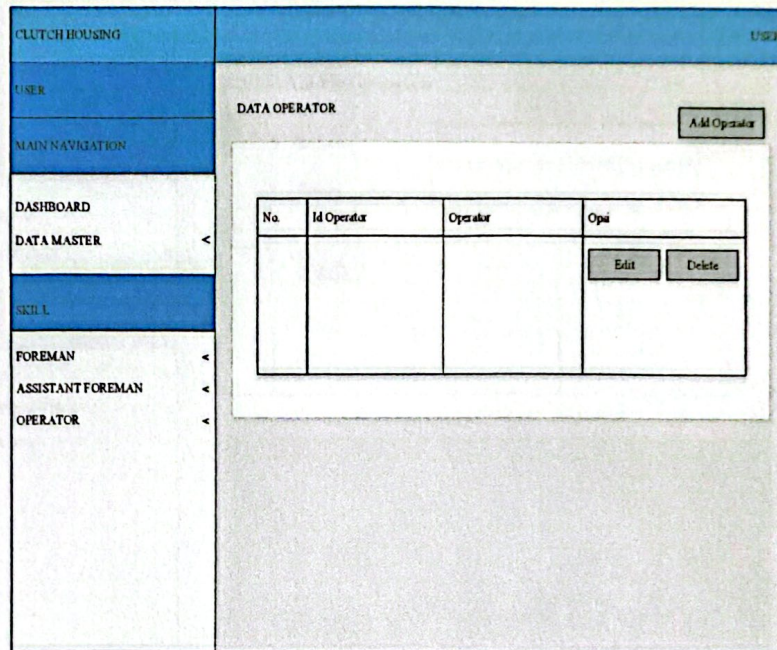 CLUTCH HOUSING
USER
USER
MAIN NAVIGATION
DASHBOARD
DATA MASTER <
SKILL
FOREMAN <
ASSISTANT FOREMAN <
OPERATOR <
DATA OPERATOR
Add Operator
No. Id Operator Operator Opsi
Edit Delete